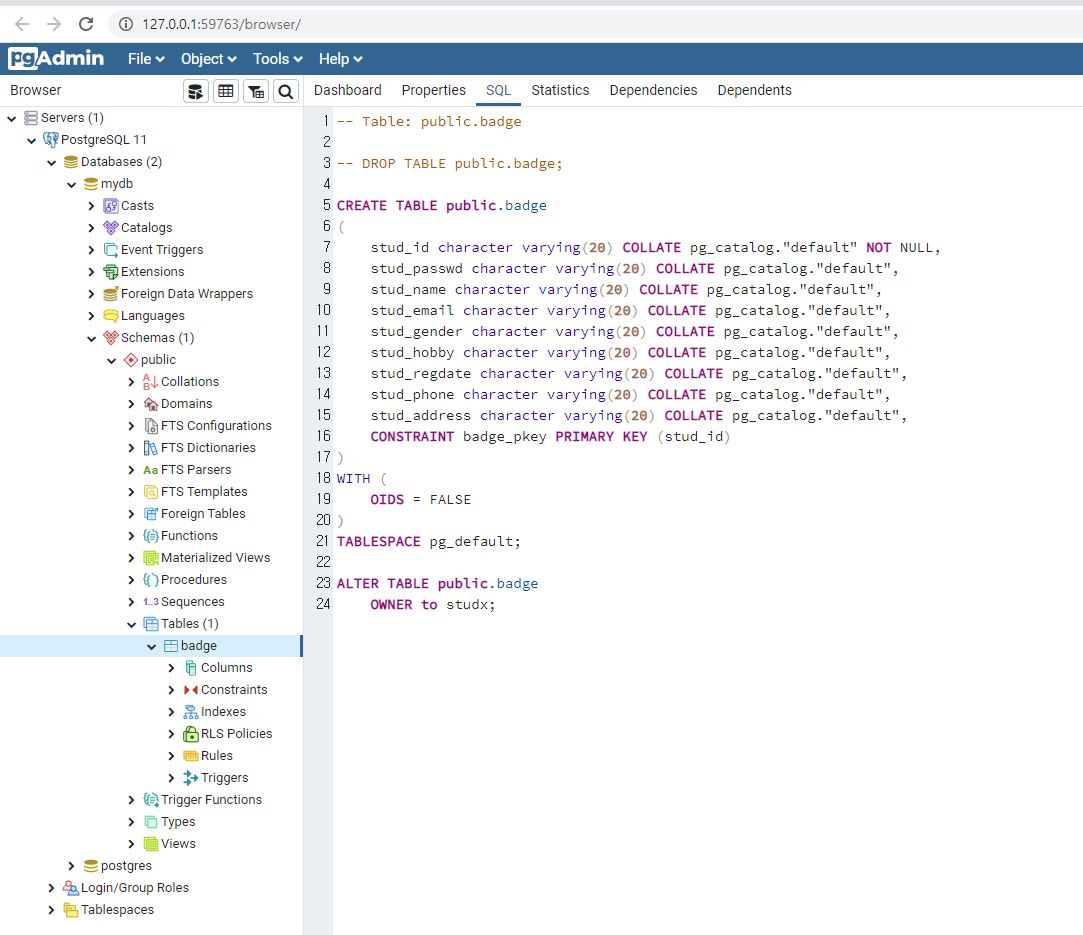 127.0.0.1:59763/browser/
pgAdmin File Object Tools Help
Browser
Dashboard Properties SQL Statistics Dependencies Dependents
Servers (1)
PostgreSQL 11
Databases (2)
mydb
Casts
Catalogs
Event Triggers
Extensions
Foreign Data Wrappers
Languages
Schemas (1)
public
Collations
Domains
FTS Configurations
FTS Dictionaries
Aa FTS Parsers
FTS Templates
Foreign Tables
Functions
Materialized Views
Procedures
1..3 Sequences
Tables (1)
badge
Columns
Constraints
Indexes
RLS Policies
Rules
Triggers
Trigger Functions
Types
Views
postgres
Login/Group Roles
Tablespaces
1 -- Table: public.badge
2
3 -- DROP TABLE public.badge;
4
5 CREATE TABLE public.badge
6 (
7 stud_id character varying(20) COLLATE pg_catalog."default" NOT NULL,
8 stud_passwd character varying(20) COLLATE pg_catalog."default",
9 stud_name character varying(20) COLLATE pg_catalog."default",
10 stud_email character varying(20) COLLATE pg_catalog."default",
11 stud_gender character varying(20) COLLATE pg_catalog."default",
12 stud_hobby character varying(20) COLLATE pg_catalog."default",
13 stud_regdate character varying(20) COLLATE pg_catalog."default",
14 stud_phone character varying(20) COLLATE pg_catalog."default",
15 stud_address character varying(20) COLLATE pg_catalog."default",
16 CONSTRAINT badge_pkey PRIMARY KEY (stud_id)
17 )
18 WITH (
19 OIDS = FALSE
20 )
21 TABLESPACE pg_default;
22
23 ALTER TABLE public.badge
24 OWNER to studx;